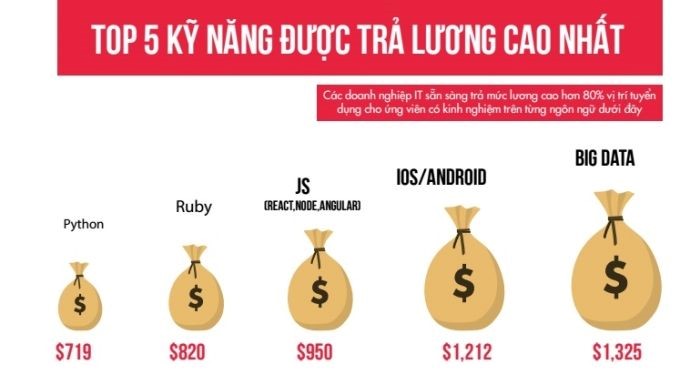 TOP 5 KỸ NĂNG ĐƯỢC TRẢ LƯƠNG CAO NHẤT
Các doanh nghiệp IT sẵn sàng trả mức lương cao hơn 80% vị trí tuyển
dụng cho ứng viên có kinh nghiệm trên từng ngôn ngữ dưới đây
Python
Ruby
JS
(REACT,NODE,ANGULAR)
IOS/ANDROID
BIG DATA
$
$
$
$
$
$719
$820
$950
$1,212
$1,325